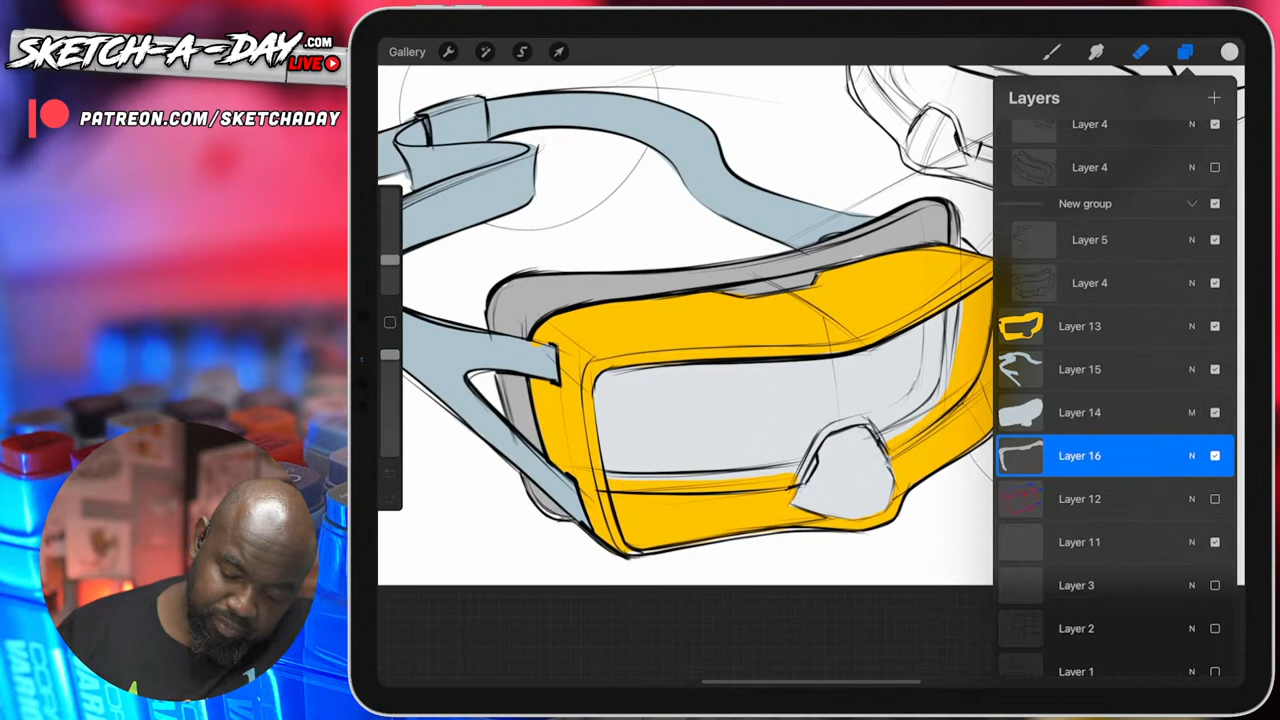 SKETCH-A-DAY.COM
LIVE
PATREON.COM/SKETCHADAY
Gallery
Layers
Layer 4 N
Layer 4 N
New group
Layer 5 N
Layer 4 N
Layer 13 N
Layer 15 N
Layer 14 M
Layer 16 N
Layer 12 N
Layer 11 N
Layer 3 N
Layer 2 N
Layer 1 N